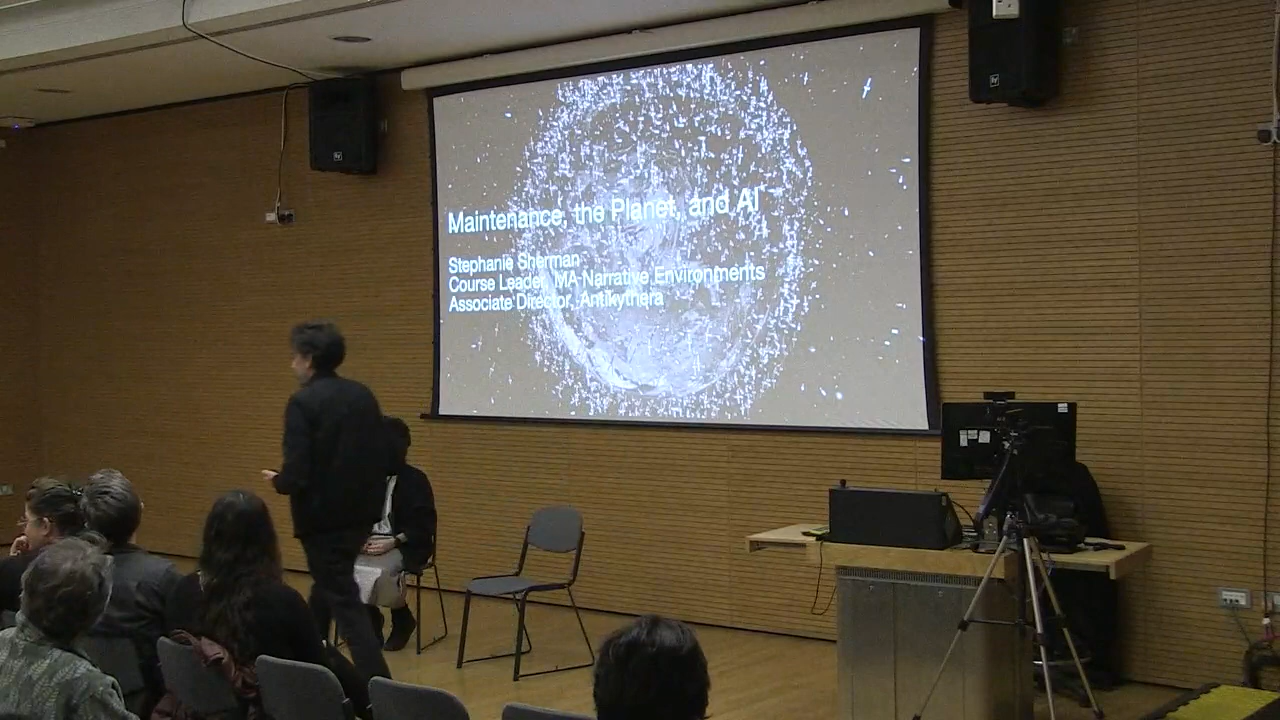 Maintenance, the Planet, and AI
Stephanie Sherman
Course Leader, MA Narrative Environments
Associate Director, Antikythera